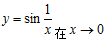 y = sin 1/x 在 x → 0